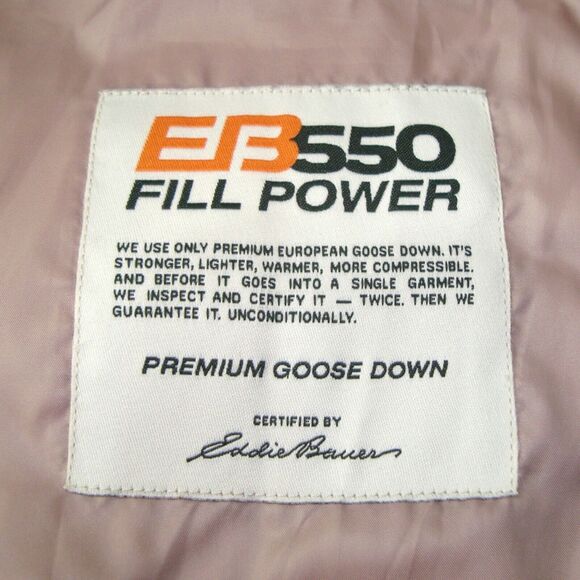 EB550
FILL POWER
WE USE ONLY PREMIUM EUROPEAN GOOSE DOWN. IT'S
STRONGER, LIGHTER, WARMER, MORE COMPRESSIBLE.
AND BEFORE IT GOES INTO A SINGLE GARMENT,
WE INSPECT AND CERTIFY IT — TWICE. THEN WE
GUARANTEE IT. UNCONDITIONALLY.
PREMIUM GOOSE DOWN
CERTIFIED BY
Eddie Bauer